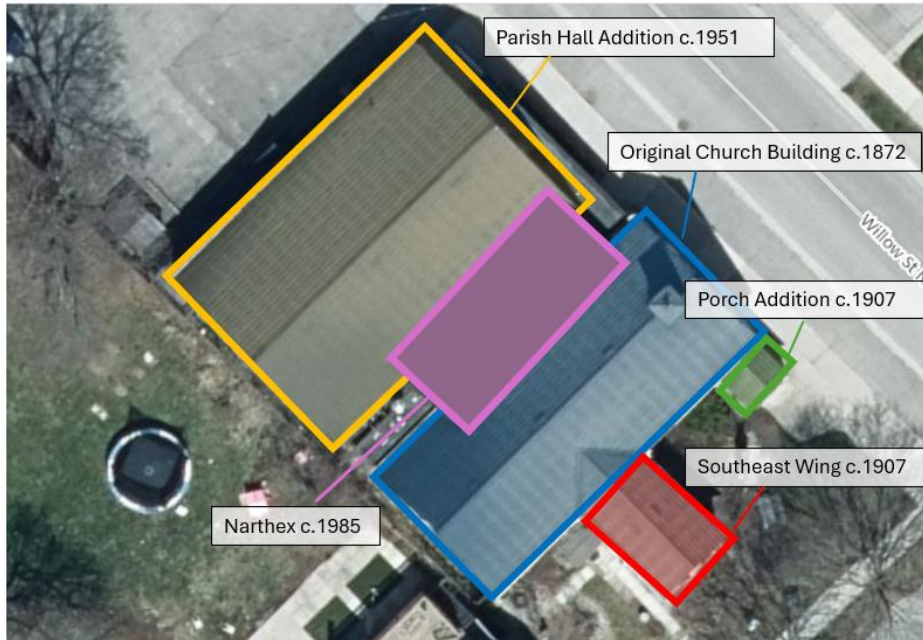 Parish Hall Addition c.1951
Original Church Building c.1872
Willow St
Porch Addition c.1907
Southeast Wing c.1907
Narthex c.1985